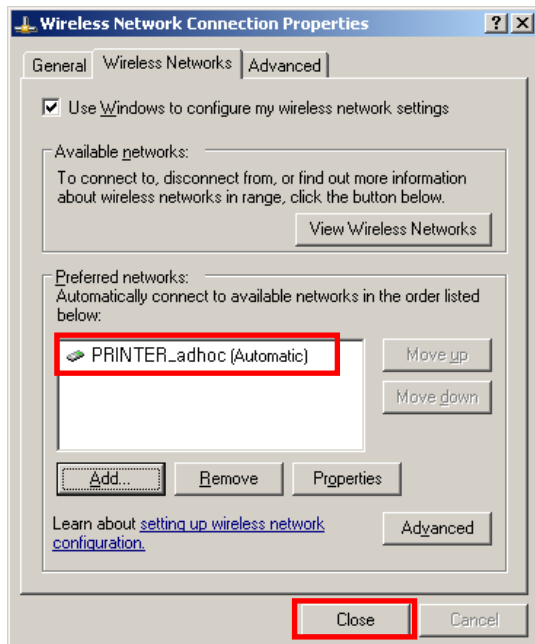 Wireless Network Connection Properties
General Wireless Networks Advanced
Use Windows to configure my wireless network settings
Available networks:
To connect to, disconnect from, or find out more information
about wireless networks in range, click the button below.
View Wireless Networks
Preferred networks:
Automatically connect to available networks in the order listed
below:
PRINTER_adhoc (Automatic)
Move up
Move down
Add... Remove Properties
Learn about setting up wireless network
configuration.
Advanced
Close Cancel